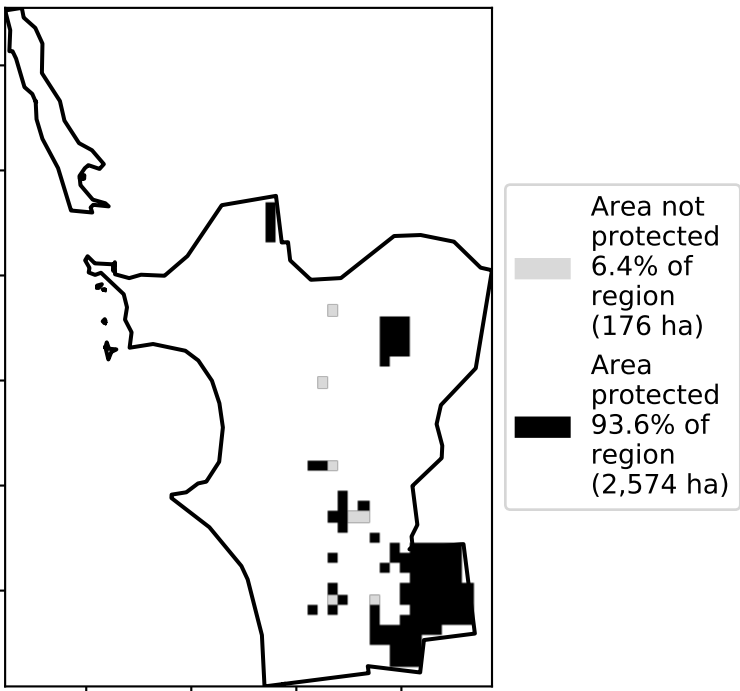 Area not
protected
6.4% of
region
(176 ha)
Area
protected
93.6% of
region
(2,574 ha)